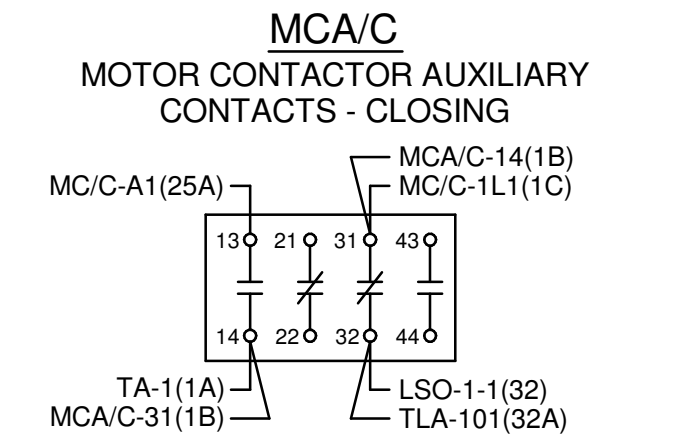 MCA/C
MOTOR CONTACTOR AUXILIARY
CONTACTS - CLOSING
MCA/C-14(1B)
MC/C-A1(25A)
MC/C-1L1(1C)
13 21 31 43
14 22 32 44
TA-1(1A)
LSO-1-1(32)
MCA/C-31(1B)
TLA-101(32A)